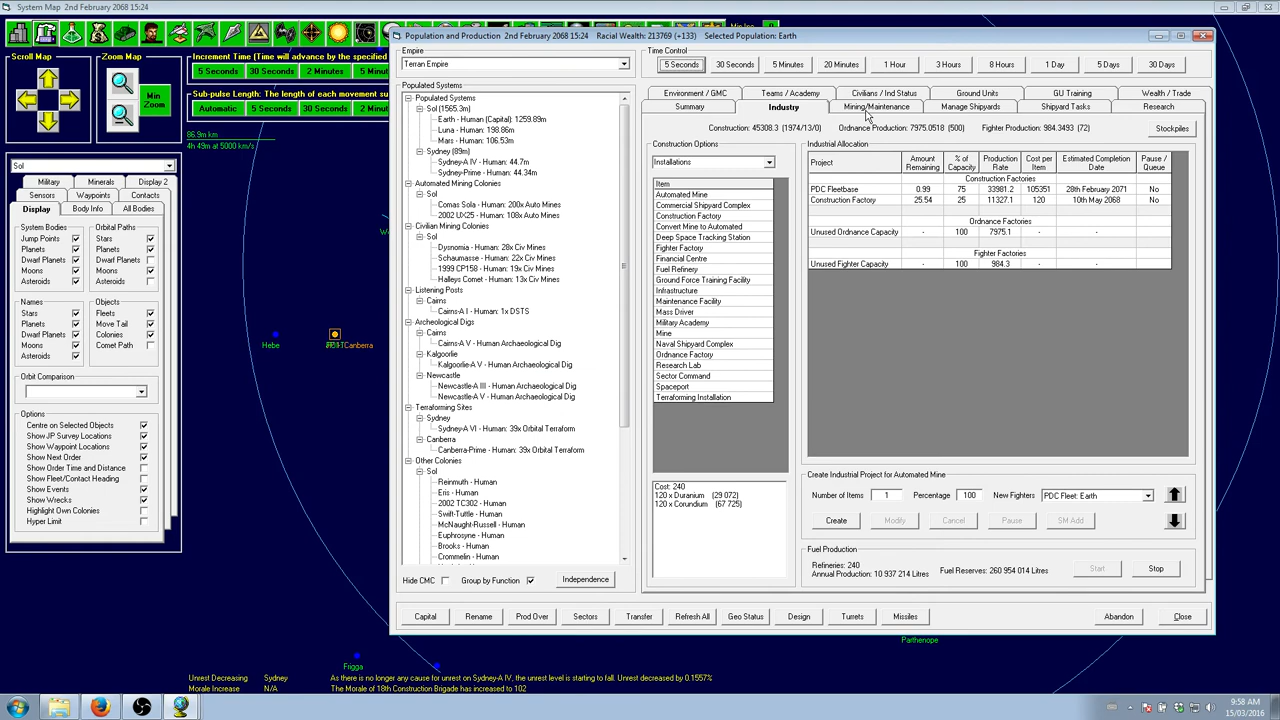 System Map 2nd February 2068 15:24
Scroll Map
Zoom Map
Min
Zoom
Increment Time (Time will advance by the specified
5 Seconds 30 Seconds 2 Minutes 5 Minut
Sub-pulse Length: The length of each movement su
Automatic 5 Seconds 30 Seconds 2 Minut
86.9m km
4h 49m at 5000 km/s
Sol
Military Minerals Display 2
Sensors Waypoints Contacts
Display Body Info All Bodies
System Bodies
Jump Points
Planets
Dwarf Planets
Moons
Asteroids
Orbital Paths
Stars
Planets
Dwarf Planets
Moons
Asteroids
Names
Stars
Planets
Dwarf Planets
Moons
Asteroids
Objects
Fleets
Move Tail
Colonies
Comet Path
Orbit Comparison
Options
Centre on Selected Objects
Show JP Survey Locations
Show Waypoint Locations
Show Next Order
Show Order Time and Distance
Show Fleet/Contact Heading
Show Events
Show Wrecks
Highlight Own Colonies
Hyper Limit
Hebe
Canberra
Frigga
Parthenope
Population and Production 2nd February 2068 15:24 Racial Wealth: 213769 (+133) Selected Population: Earth
Empire
Terran Empire
Time Control
5 Seconds 30 Seconds 5 Minutes 20 Minutes 1 Hour 3 Hours 8 Hours 1 Day 5 Days 30 Days
Populated Systems
Populated Systems
Sol (1565.3m)
Earth - Human (Capital): 1259.89m
Luna - Human: 198.86m
Mars - Human: 106.53m
Sydney (89m)
Sydney-A IV - Human: 44.7m
Sydney-Prime - Human: 44.34m
Automated Mining Colonies
Sol
Comas Sola - Human: 200x Auto Mines
2002 UX25 - Human: 108x Auto Mines
Civilian Mining Colonies
Sol
Dysnomia - Human: 28x Civ Mines
Schaumasse - Human: 22x Civ Mines
1999 CP158 - Human: 19x Civ Mines
Halleys Comet - Human: 13x Civ Mines
Listening Posts
Cairns
Cairns-A I - Human: 1x DSTS
Archeological Digs
Cairns
Cairns-A V - Human: Human Archaeological Dig
Kalgoorlie
Kalgoorlie-A V - Human: Human Archaeological Dig
Newcastle
Newcastle-A III - Human: Human Archaeological Dig
Newcastle-A V - Human: Human Archaeological Dig
Terraforming Sites
Sydney
Sydney-A VI - Human: 39x Orbital Terraform
Canberra
Canberra-Prime - Human: 39x Orbital Terraform
Other Colonies
Sol
Reinmuth - Human
Eris - Human
2002 TC302 - Human
Swift-Tuttle - Human
McNaught-Russell - Human
Euphrosyne - Human
Brooks - Human
Crommelin - Human
Hide CMC Group by Function Independence
Environment / GMC Teams / Academy Civilians / Ind Status Ground Units GU Training Wealth / Trade
Summary Industry Mining/Maintenance Manage Shipyards Shipyard Tasks Research
Construction: 45308.3 (1974/13/0) Ordnance Production: 7975.0518 (500) Fighter Production: 984.3493 (72) Stockpiles
Construction Options
Installations
Item
Automated Mine
Commercial Shipyard Complex
Construction Factory
Convert Mine to Automated
Deep Space Tracking Station
Fighter Factory
Financial Centre
Fuel Refinery
Ground Force Training Facility
Infrastructure
Maintenance Facility
Mass Driver
Military Academy
Mine
Naval Shipyard Complex
Ordnance Factory
Research Lab
Sector Command
Spaceport
Terraforming Installation
Cost: 240
120 x Duranium (29 072)
120 x Corundium (67 725)
Industrial Allocation
Project Amount Remaining % of Capacity Production Rate Cost per Item Estimated Completion Date Pause / Queue
Construction Factories
PDC Fleetbase 0.99 75 33981.2 105351 28th February 2071 No
Construction Factory 25.54 25 11327.1 120 10th May 2068 No
Ordnance Factories
Unused Ordnance Capacity - 100 7975.1 - - -
Fighter Factories
Unused Fighter Capacity - 100 984.3 - - -
Create Industrial Project for Automated Mine
Number of Items 1 Percentage 100 New Fighters PDC Fleet: Earth
Create Modify Cancel Pause SM Add
Fuel Production
Refineries: 240
Annual Production: 10 937 214 Litres
Fuel Reserves: 260 954 014 Litres
Start Stop
Capital Rename Prod Over Sectors Transfer Refresh All Geo Status Design Turrets Missiles Abandon Close
Unrest Decreasing Sydney As there is no longer any cause for unrest on Sydney-A IV, the unrest level is starting to fall. Unrest decreased by 0.1557%
Morale Increase N/A The Morale of 18th Construction Brigade has increased to 102
9:58 AM
15/03/2016